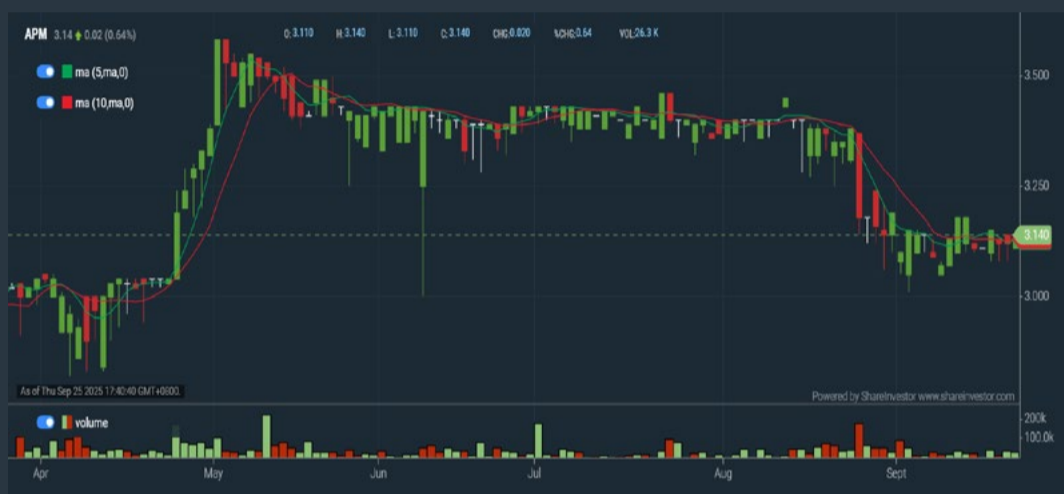 APM 3.14 0.02 (0.64%) O:3.110 H:3.140 L:3.110 C:3.140 CHG:0.020 %CHG:0.64 VOL:26.3 K
ma (5,ma,0)
ma (10,ma,0)
3.500
3.250
3.140
3.000
As of Thu Sep 25 2025 17:40:40 GMT+0800.
Powered by ShareInvestor www.shareinvestor.com
volume
200k
100.0k
Apr May Jun Jul Aug Sept